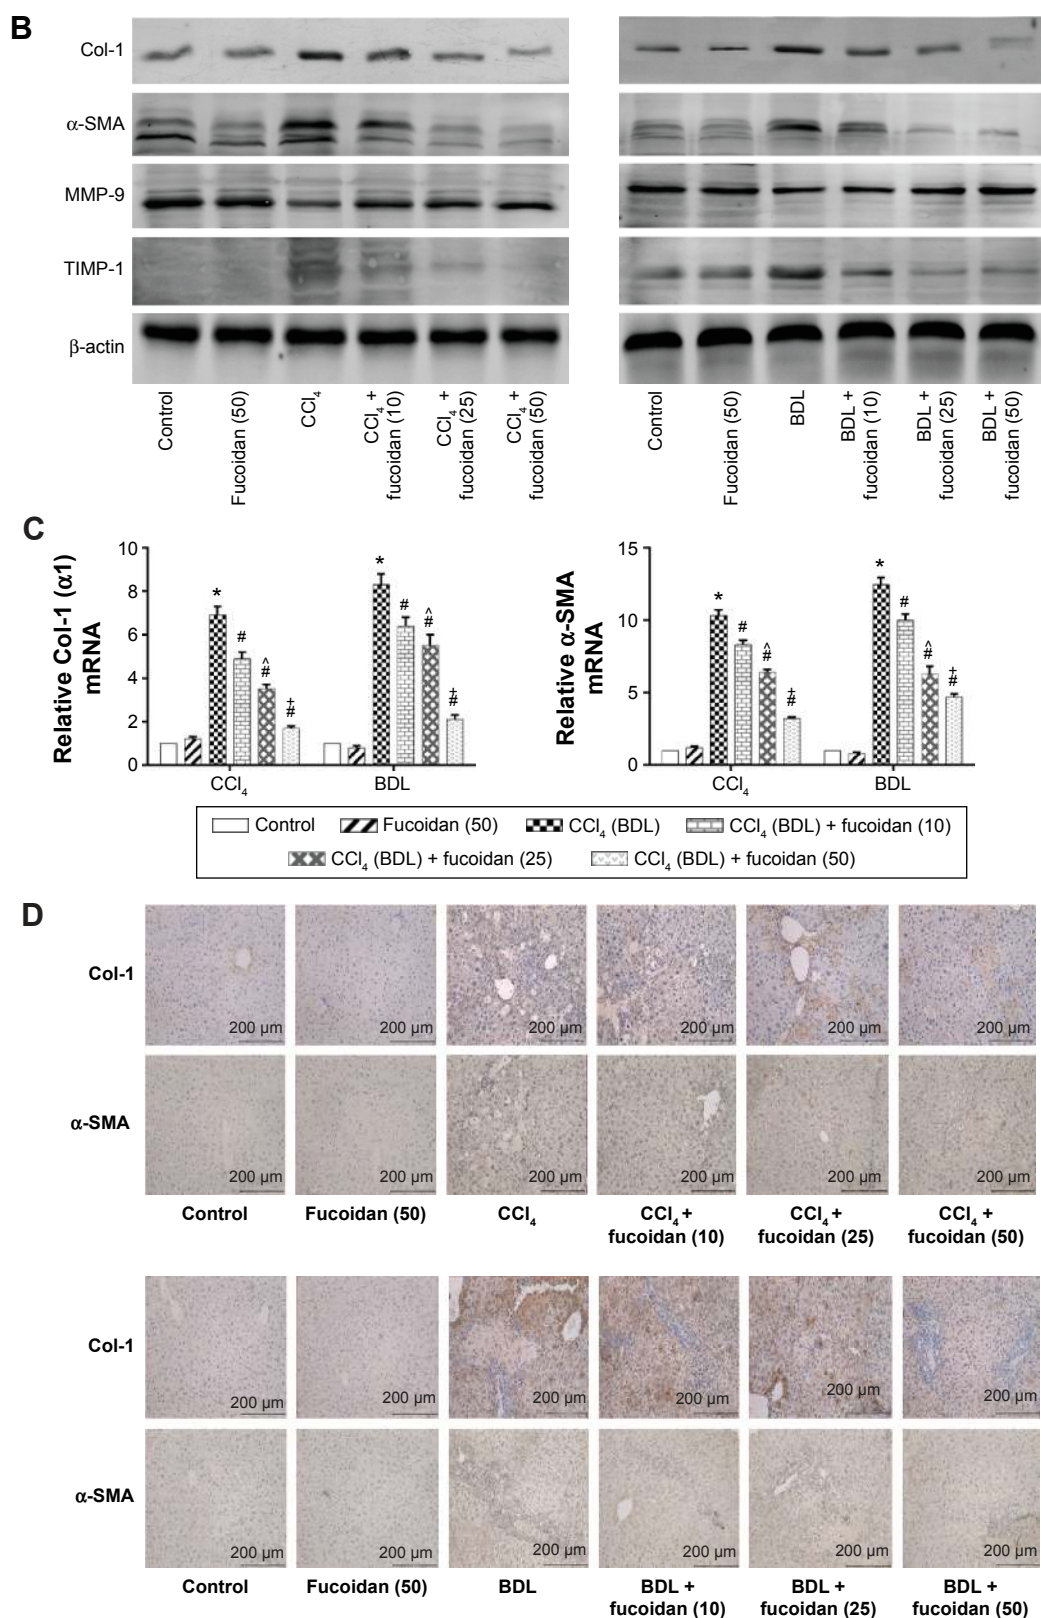 B
Col-1
α-SMA
MMP-9
TIMP-1
β-actin
Control
Fucoidan (50)
CCl4
CCl4 +
fucoidan (10)
CCl4 +
fucoidan (25)
CCl4 +
fucoidan (50)
Control
Fucoidan (50)
BDL
BDL +
fucoidan (10)
BDL +
fucoidan (25)
BDL +
fucoidan (50)
C
Relative Col-1 (α1)
mRNA
10
8
6
4
2
0
*
#
^
#
+
#
*
#
^
#
+
#
CCl4
BDL
Relative α-SMA
mRNA
15
10
5
0
*
#
^
#
+
#
*
#
^
#
+
#
CCl4
BDL
Control
Fucoidan (50)
CCl4 (BDL)
CCl4 (BDL) + fucoidan (10)
CCl4 (BDL) + fucoidan (25)
CCl4 (BDL) + fucoidan (50)
D
Col-1
200 µm
200 µm
200 µm
200 µm
200 µm
200 µm
α-SMA
200 µm
200 µm
200 µm
200 µm
200 µm
200 µm
Control
Fucoidan (50)
CCl4
CCl4 +
fucoidan (10)
CCl4 +
fucoidan (25)
CCl4 +
fucoidan (50)
Col-1
200 µm
200 µm
200 µm
200 µm
200 µm
200 µm
α-SMA
200 µm
200 µm
200 µm
200 µm
200 µm
200 µm
Control
Fucoidan (50)
BDL
BDL +
fucoidan (10)
BDL +
fucoidan (25)
BDL +
fucoidan (50)